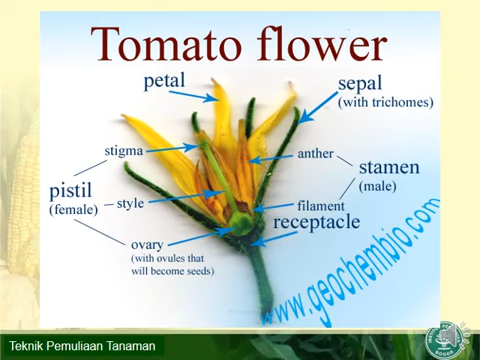 Tomato flower
petal
sepal
(with trichomes)
stigma
anther
pistil
(female)
stamen
(male)
style
filament
receptacle
ovary
(with ovules that
will become seeds)
www.geochembio.com
Teknik Pemuliaan Tanaman